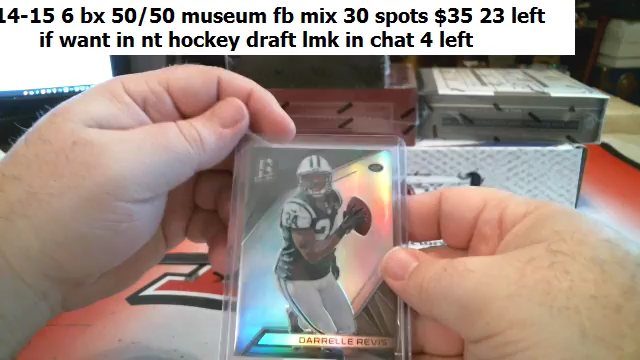 14-15 6 bx 50/50 museum fb mix 30 spots $35 23 left
if want in nt hockey draft lmk in chat 4 left
24
DARRELLE REVIS